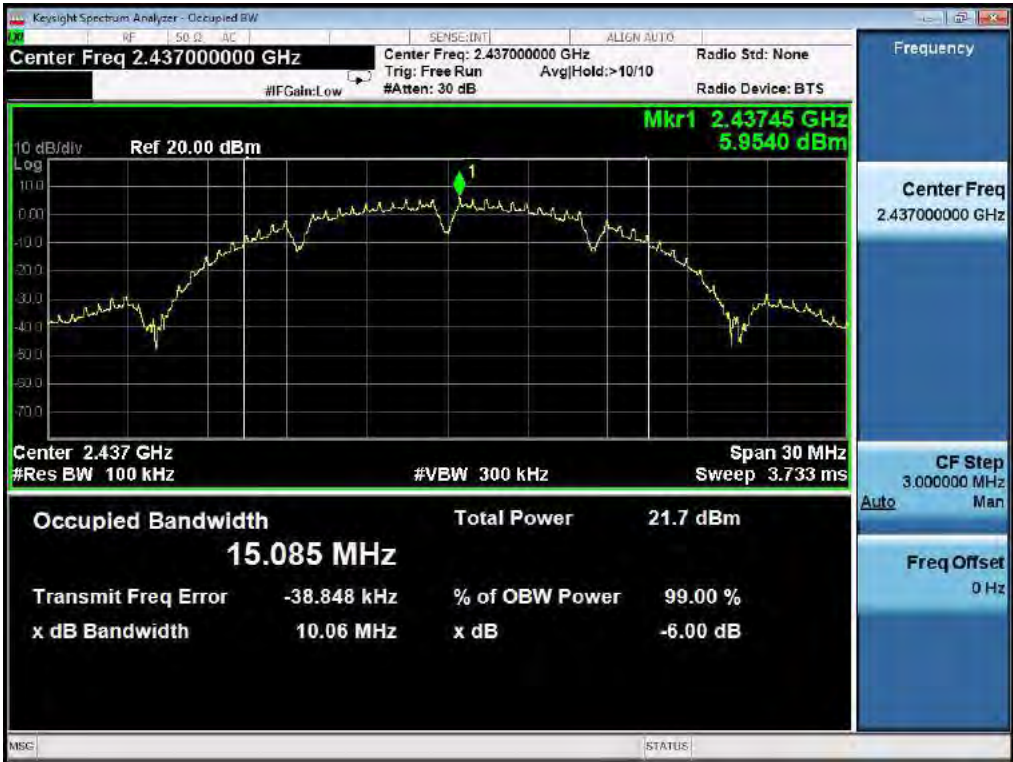 Keysight Spectrum Analyzer - Occupied BW
LXI RF 50 Ω AC SENSE:INT ALIGN AUTO
Center Freq 2.437000000 GHz
Center Freq: 2.437000000 GHz
Radio Std: None
Trig: Free Run Avg|Hold:>10/10
#IFGain:Low
#Atten: 30 dB
Radio Device: BTS
Mkr1 2.43745 GHz
5.9540 dBm
10 dB/div Ref 20.00 dBm
Log
1
10.0
0.00
-10.0
-20.0
-30.0
-40.0
-50.0
-60.0
-70.0
Center 2.437 GHz Span 30 MHz
#Res BW 100 kHz #VBW 300 kHz Sweep 3.733 ms
Occupied Bandwidth Total Power 21.7 dBm
15.085 MHz
Transmit Freq Error -38.848 kHz % of OBW Power 99.00 %
x dB Bandwidth 10.06 MHz x dB -6.00 dB
Frequency
Center Freq
2.437000000 GHz
CF Step
3.000000 MHz
Auto Man
Freq Offset
0 Hz
MSG STATUS